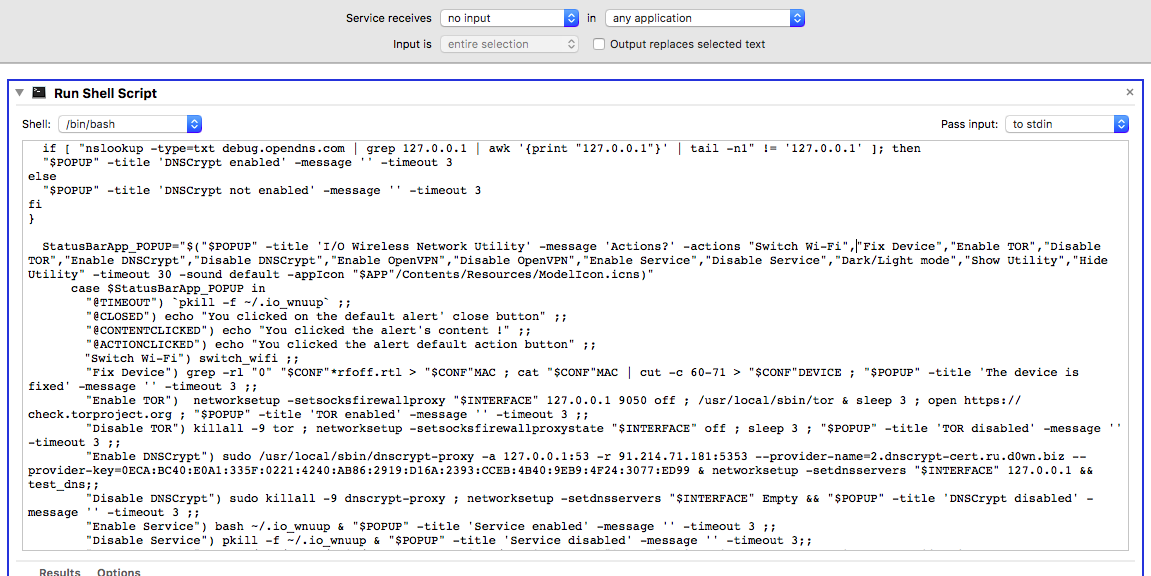 Service receives no input in any application
Input is entire selection Output replaces selected text
Run Shell Script
Shell: /bin/bash Pass input: to stdin
if [ "nslookup -type=txt debug.opendns.com | grep 127.0.0.1 | awk '{print "127.0.0.1"}' | tail -n1" != '127.0.0.1' ]; then
"$POPUP" -title 'DNSCrypt enabled' -message '' -timeout 3
else
"$POPUP" -title 'DNSCrypt not enabled' -message '' -timeout 3
fi
}
StatusBarApp_POPUP="$("$POPUP" -title 'I/O Wireless Network Utility' -message 'Actions?' -actions "Switch Wi-Fi","Fix Device","Enable TOR","Disable
TOR","Enable DNSCrypt","Disable DNSCrypt","Enable OpenVPN","Disable OpenVPN","Enable Service","Disable Service","Dark/Light mode","Show Utility","Hide
Utility" -timeout 30 -sound default -appIcon "$APP"/Contents/Resources/ModelIcon.icns)"
case $StatusBarApp_POPUP in
"@TIMEOUT") `pkill -f ~/.io_wnuup` ;;
"@CLOSED") echo "You clicked on the default alert' close button" ;;
"@CONTENTCLICKED") echo "You clicked the alert's content !" ;;
"@ACTIONCLICKED") echo "You clicked the alert default action button" ;;
"Switch Wi-Fi") switch_wifi ;;
"Fix Device") grep -rl "0" "$CONF"*rfoff.rtl > "$CONF"MAC ; cat "$CONF"MAC | cut -c 60-71 > "$CONF"DEVICE ; "$POPUP" -title 'The device is
fixed' -message '' -timeout 3 ;;
"Enable TOR") networksetup -setsocksfirewallproxy "$INTERFACE" 127.0.0.1 9050 off ; /usr/local/sbin/tor & sleep 3 ; open https://
check.torproject.org ; "$POPUP" -title 'TOR enabled' -message '' -timeout 3 ;;
"Disable TOR") killall -9 tor ; networksetup -setsocksfirewallproxystate "$INTERFACE" off ; sleep 3 ; "$POPUP" -title 'TOR disabled' -message ''
-timeout 3 ;;
"Enable DNSCrypt") sudo /usr/local/sbin/dnscrypt-proxy -a 127.0.0.1:53 -r 91.214.71.181:5353 --provider-name=2.dnscrypt-cert.ru.d0wn.biz --
provider-key=0ECA:BC40:E0A1:335F:0221:4240:AB86:2919:D16A:2393:CCEB:4B40:9EB9:4F24:3077:ED99 & networksetup -setdnsservers "$INTERFACE" 127.0.0.1 &&
test_dns;;
"Disable DNSCrypt") sudo killall -9 dnscrypt-proxy ; networksetup -setdnsservers "$INTERFACE" Empty && "$POPUP" -title 'DNSCrypt disabled' -
message '' -timeout 3 ;;
"Enable Service") bash ~/.io_wnuup & "$POPUP" -title 'Service enabled' -message '' -timeout 3 ;;
"Disable Service") pkill -f ~/.io_wnuup & "$POPUP" -title 'Service disabled' -message '' -timeout 3;;
Results Options